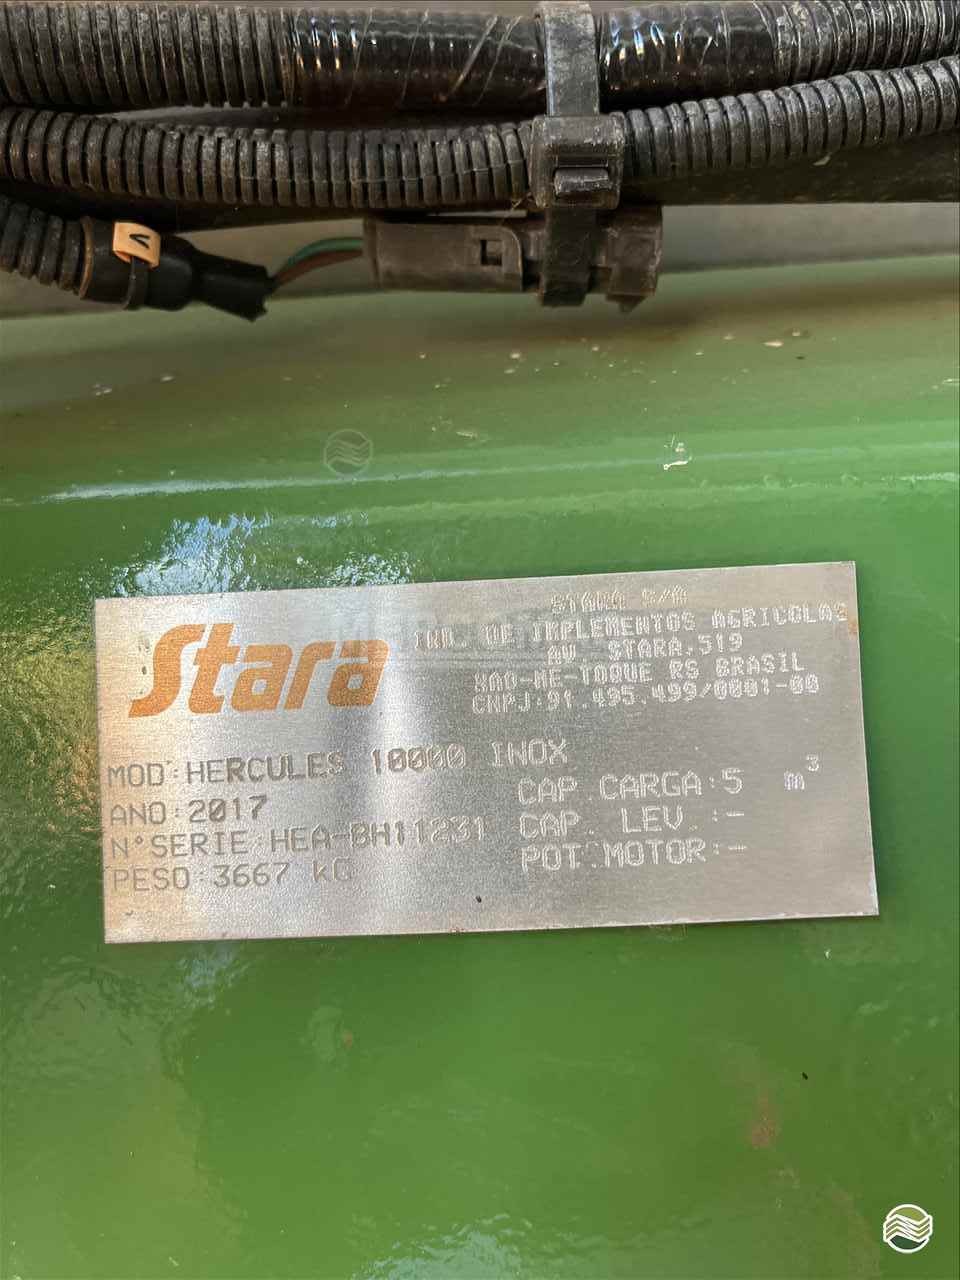 Stara
STARA S/A
IND. DE IMPLEMENTOS AGRICOLAS
AV. STARA,519
NAO-ME-TOQUE RS BRASIL
CNPJ:91.495.499/0001-00
MOD:HERCULES 10000 INOX
ANO:2017
N°SERIE HEA-BH11231
PESO:3667 kG
CAP CARGA:5 m³
CAP. LEV.:-
POT.MOTOR:-